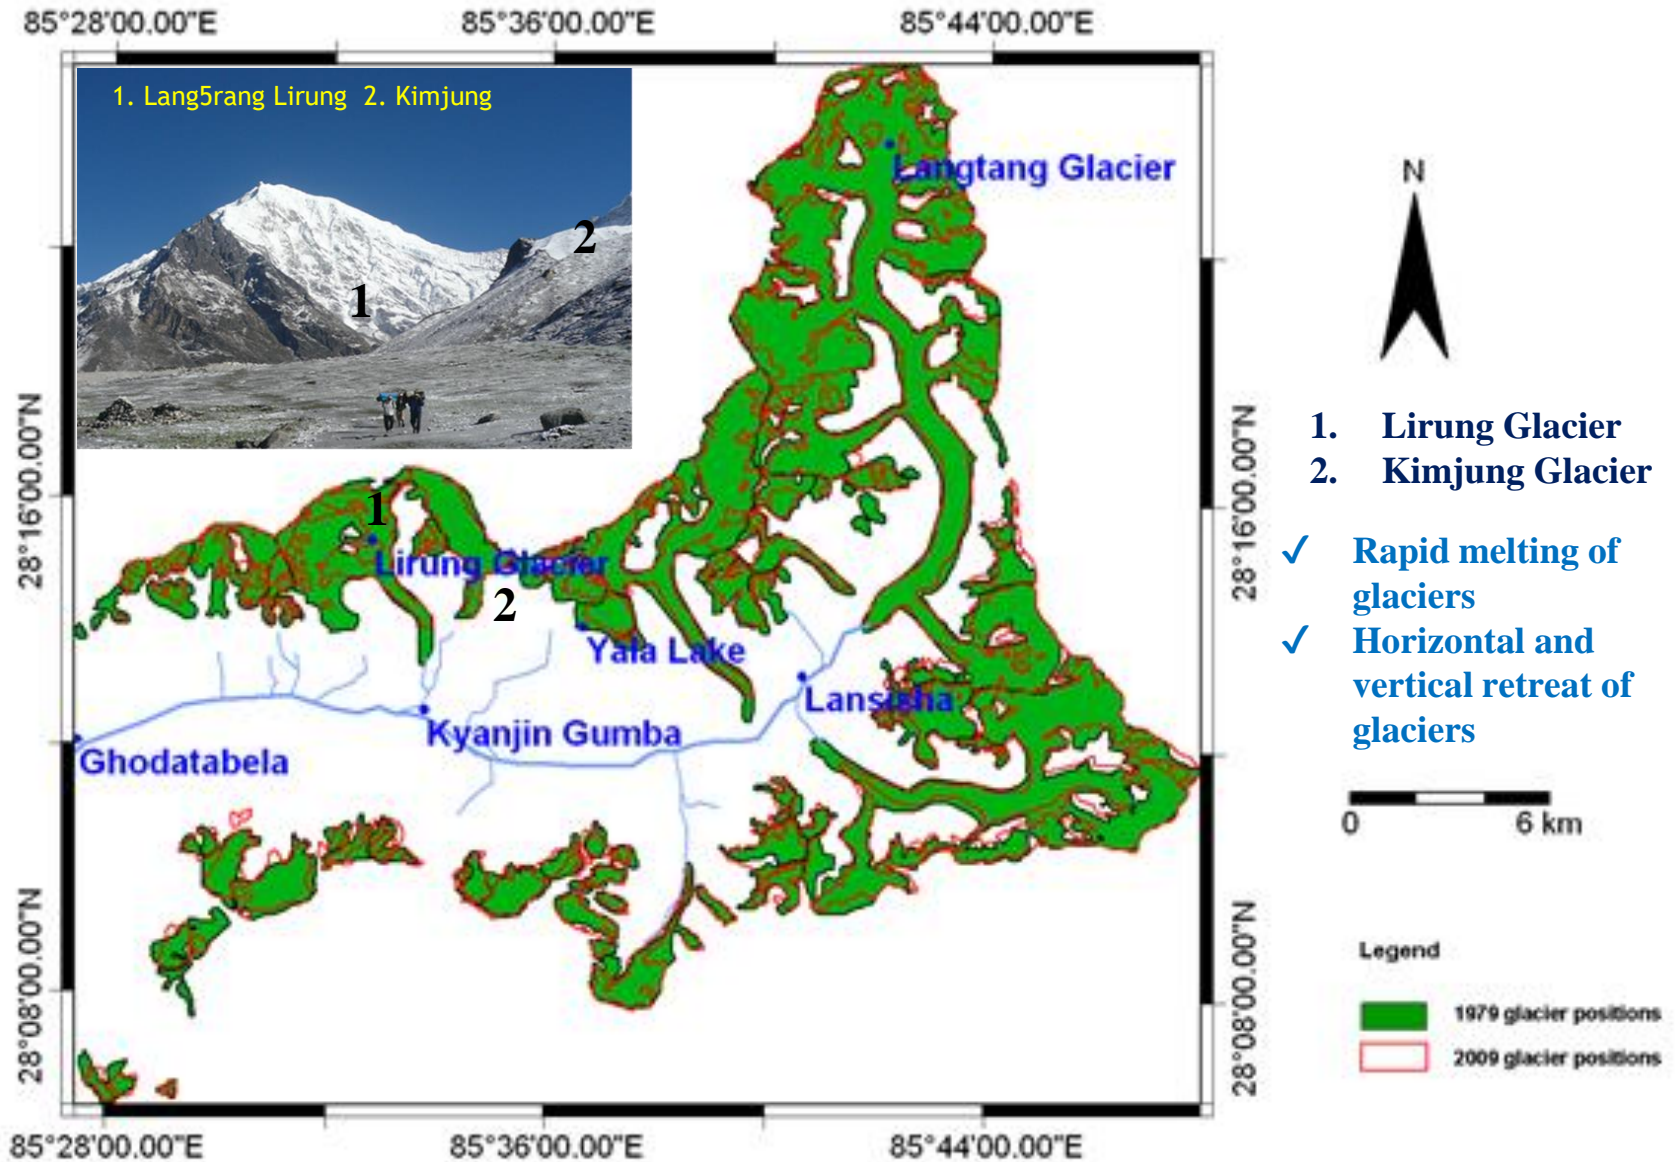 85°28'00.00"E
85°36'00.00"E
85°44'00.00"E
1. Lang5rang Lirung 2. Kimjung
1
2
Langtang Glacier
N
28°16'00.00"N
28°16'00.00"N
1. Lirung Glacier
2. Kimjung Glacier
1
Lirung Glacier
2
✓ Rapid melting of
glaciers
✓ Horizontal and
vertical retreat of
glaciers
Yala Lake
Lansisha
Kyanjin Gumba
Ghodatabela
0 6 km
28°08'00.00"N
28°08'00.00"N
Legend
1979 glacier positions
2009 glacier positions
85°28'00.00"E
85°36'00.00"E
85°44'00.00"E